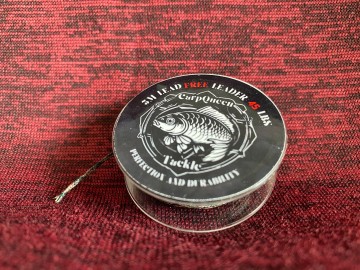 5M LEAD FREE LEADER 45 LBS
CarpQueen
Tackle
PERFECTION AND DURABILITY